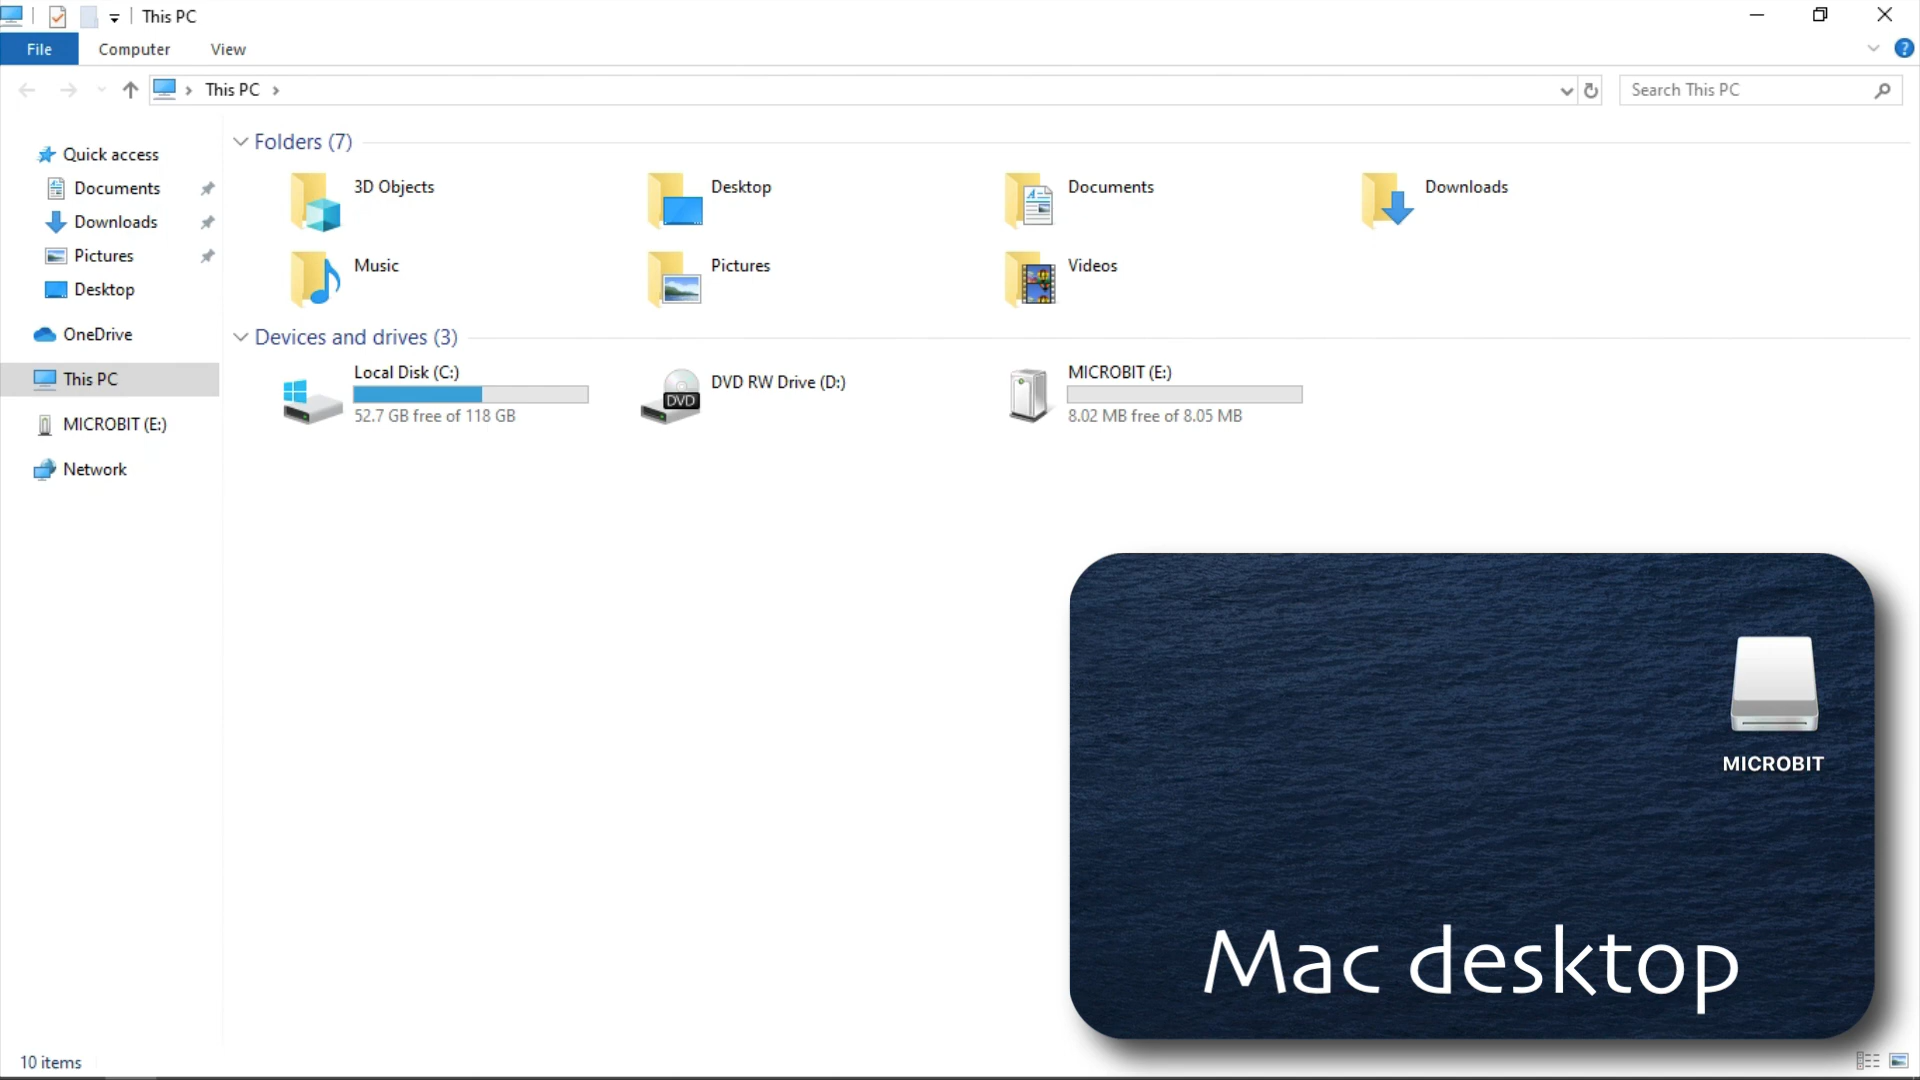 This PC
File Computer View
This PC
Search This PC
Quick access
Documents
Downloads
Pictures
Desktop
OneDrive
This PC
MICROBIT (E:)
Network
Folders (7)
3D Objects
Desktop
Documents
Downloads
Music
Pictures
Videos
Devices and drives (3)
Local Disk (C:)
52.7 GB free of 118 GB
DVD
DVD RW Drive (D:)
MICROBIT (E:)
8.02 MB free of 8.05 MB
MICROBIT
Mac desktop
10 items